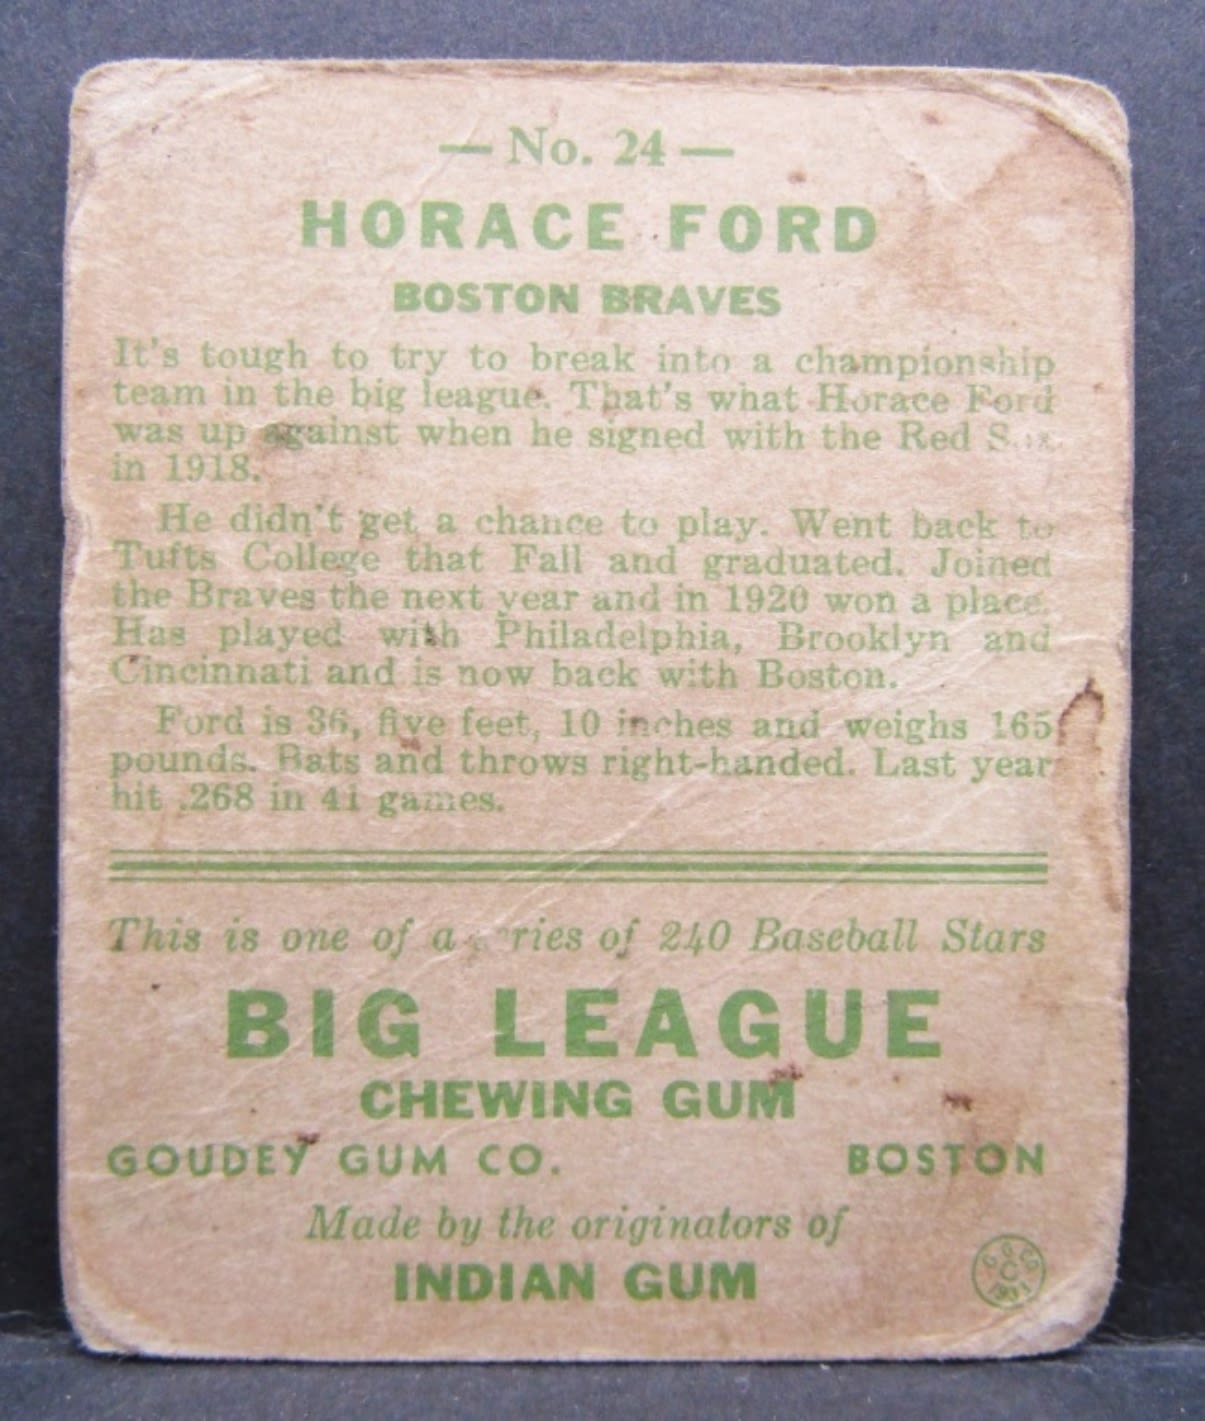 — No. 24 —
HORACE FORD
BOSTON BRAVES
It's tough to try to break into a championship
team in the big league. That's what Horace Ford
was up against when he signed with the Red Sox
in 1918.
He didn't get a chance to play. Went back to
Tufts College that Fall and graduated. Joined
the Braves the next year and in 1920 won a place.
Has played with Philadelphia, Brooklyn and
Cincinnati and is now back with Boston.
Ford is 36, five feet, 10 inches and weighs 165
pounds. Bats and throws right-handed. Last year
hit .268 in 41 games.
This is one of a series of 240 Baseball Stars
BIG LEAGUE
CHEWING GUM
GOUDEY GUM CO. BOSTON
Made by the originators of
INDIAN GUM